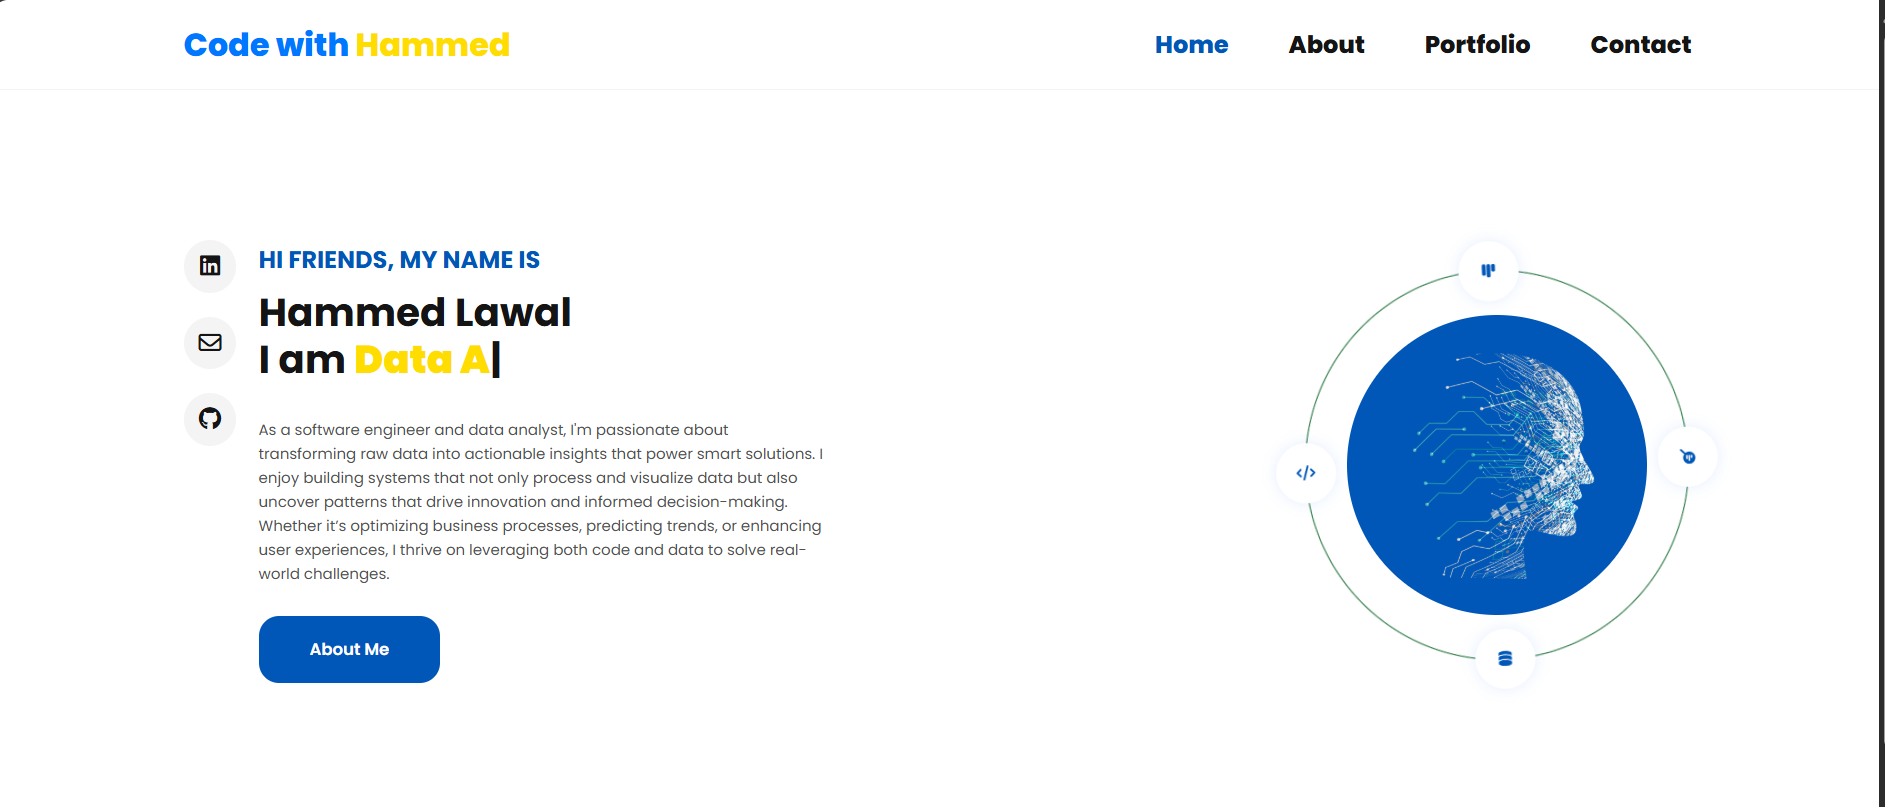 Code with Hammed
Home About Portfolio Contact
HI FRIENDS, MY NAME IS
Hammed Lawal
I am Data A|
As a software engineer and data analyst, I'm passionate about
transforming raw data into actionable insights that power smart solutions. I
enjoy building systems that not only process and visualize data but also
uncover patterns that drive innovation and informed decision-making.
Whether it’s optimizing business processes, predicting trends, or enhancing
user experiences, I thrive on leveraging both code and data to solve real-
world challenges.
About Me